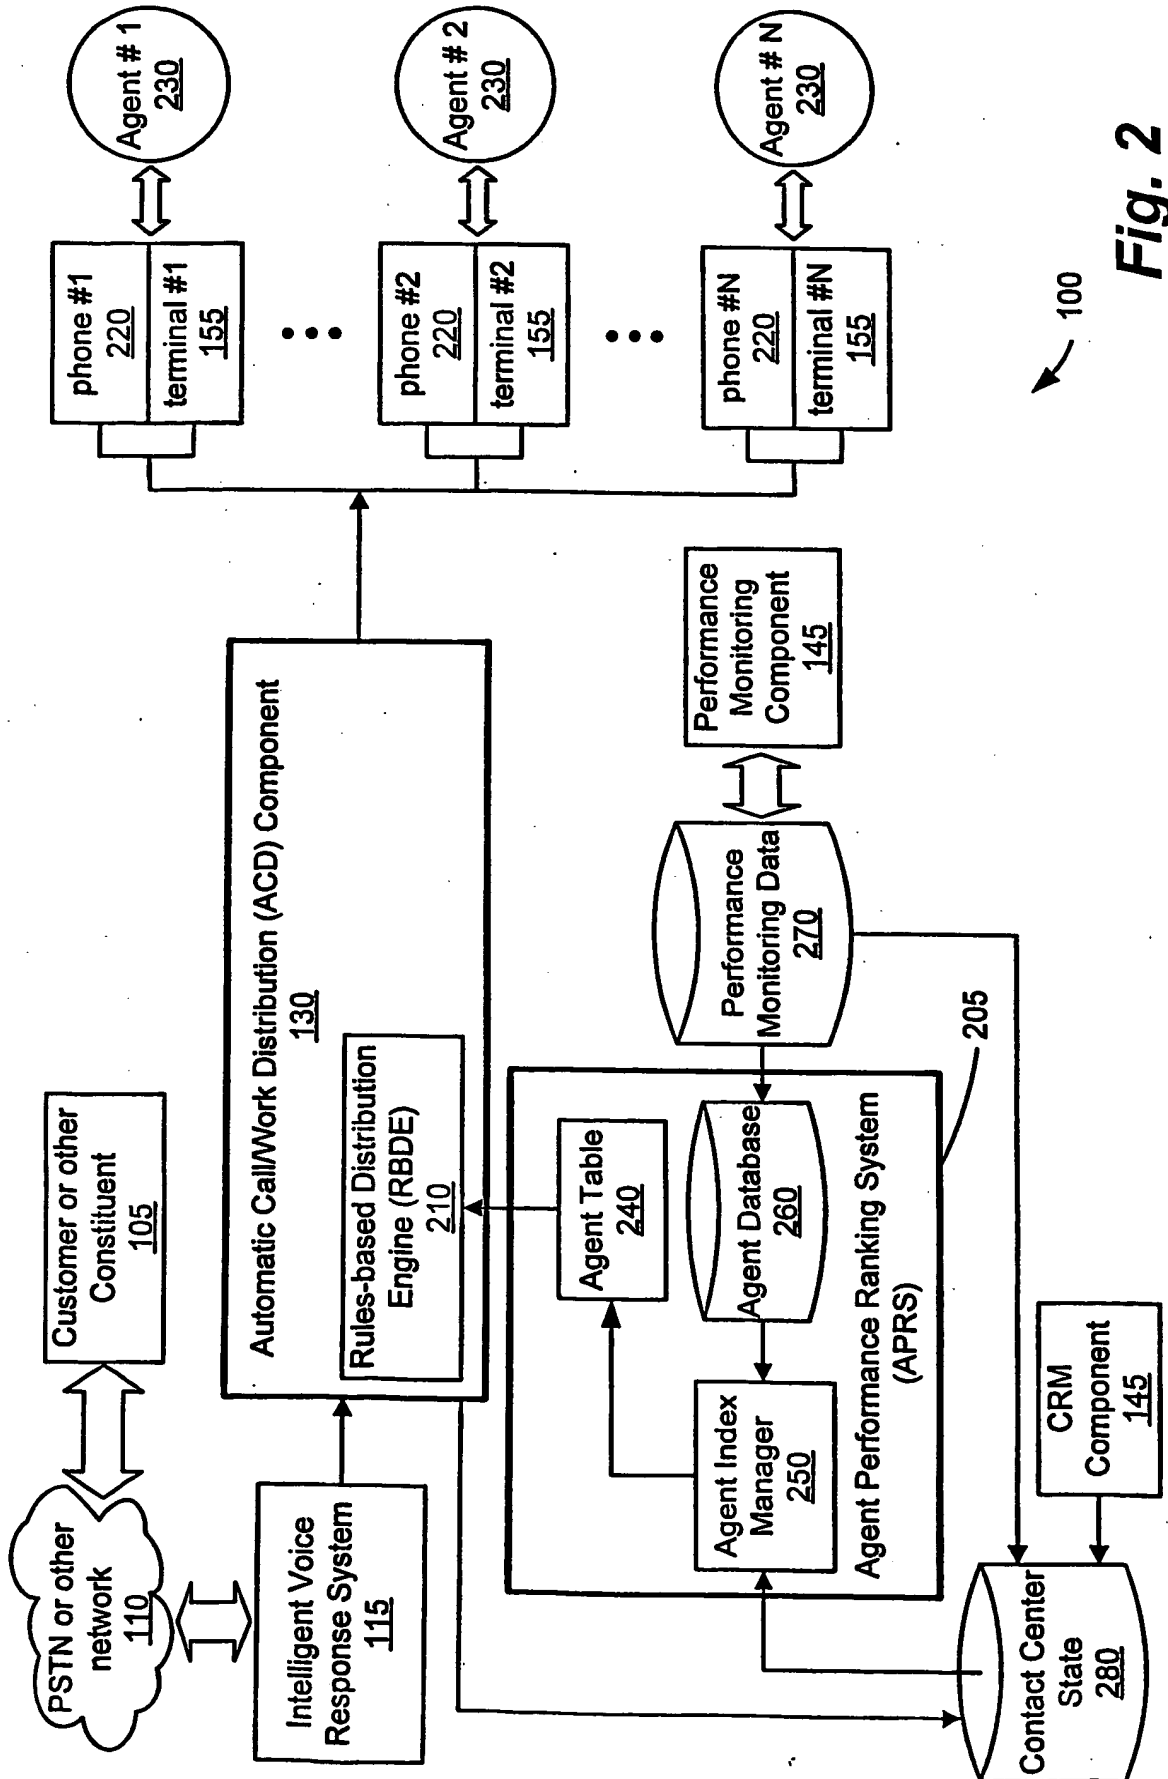 PSTN or other
network
110
Customer or other
Constituent
105
Intelligent Voice
Response System
115
Automatic Call/Work Distribution (ACD) Component
130
Rules-based Distribution
Engine (RBDE)
210
phone #1
220
terminal #1
155
Agent # 1
230
phone #2
220
terminal #2
155
Agent # 2
230
phone #N
220
terminal #N
155
Agent # N
230
Agent Table
240
Agent Database
260
Agent Index
Manager
250
Agent Performance Ranking System
(APRS)
205
Performance
Monitoring Data
270
Performance
Monitoring
Component
145
Contact Center
State
280
CRM
Component
145
100
Fig. 2